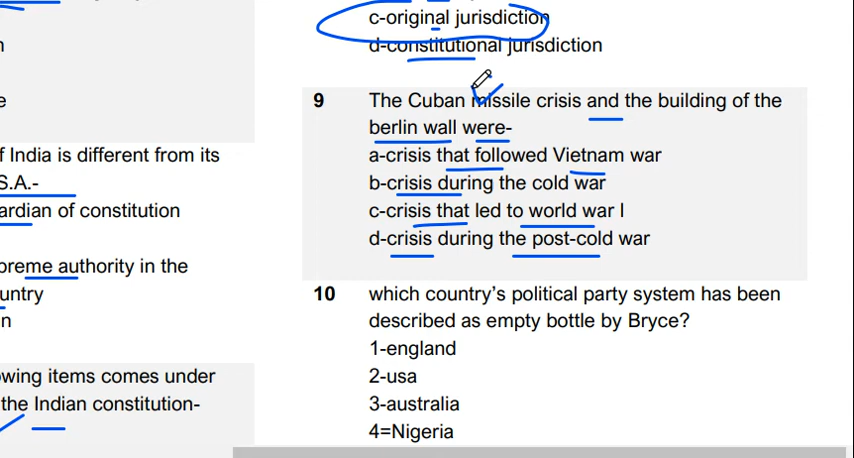 n
e
f India is different from its
S.A.-
ardian of constitution
preme authority in the
untry
n
owing items comes under
the Indian constitution-
c-original jurisdiction
d-constitutional jurisdiction
9 The Cuban missile crisis and the building of the
berlin wall were-
a-crisis that followed Vietnam war
b-crisis during the cold war
c-crisis that led to world war I
d-crisis during the post-cold war
10 which country's political party system has been
described as empty bottle by Bryce?
1-england
2-usa
3-australia
4=Nigeria